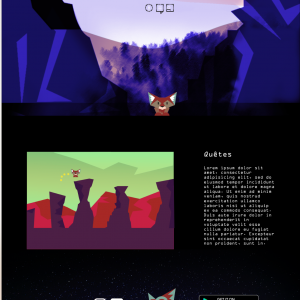 Quêtes
Lorem ipsum dolor sit
amet, consectetur
adipisicing elit, sed do
eiusmod tempor incididunt
ut labore et dolore magna
aliqua. Ut enim ad minim
veniam, quis nostrud
exercitation ullamco
laboris nisi ut aliquip
ex ea commodo consequat.
Duis aute irure dolor in
reprehenderit in
voluptate velit esse
cillum dolore eu fugiat
nulla pariatur. Excepteur
sint occaecat cupidatat
non proident, sunt in.
GET IT ON